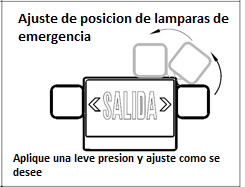 Ajuste de posicion de lamparas de
emergencia
SALIDA
Aplique una leve presion y ajuste como se
desee